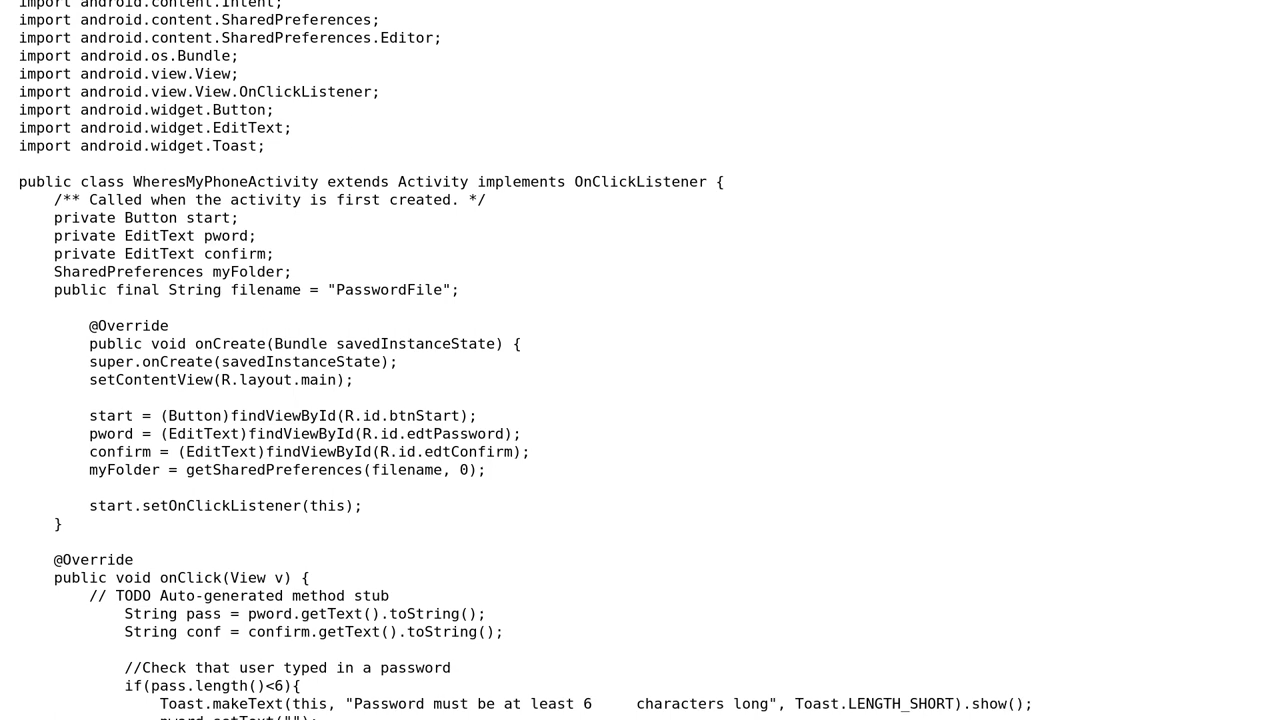 import android.content.Intent;
import android.content.SharedPreferences;
import android.content.SharedPreferences.Editor;
import android.os.Bundle;
import android.view.View;
import android.view.View.OnClickListener;
import android.widget.Button;
import android.widget.EditText;
import android.widget.Toast;

public class WheresMyPhoneActivity extends Activity implements OnClickListener {
    /** Called when the activity is first created. */
    private Button start;
    private EditText pword;
    private EditText confirm;
    SharedPreferences myFolder;
    public final String filename = "PasswordFile";

        @Override
        public void onCreate(Bundle savedInstanceState) {
        super.onCreate(savedInstanceState);
        setContentView(R.layout.main);

        start = (Button)findViewById(R.id.btnStart);
        pword = (EditText)findViewById(R.id.edtPassword);
        confirm = (EditText)findViewById(R.id.edtConfirm);
        myFolder = getSharedPreferences(filename, 0);

        start.setOnClickListener(this);
    }

    @Override
    public void onClick(View v) {
        // TODO Auto-generated method stub
            String pass = pword.getText().toString();
            String conf = confirm.getText().toString();

            //Check that user typed in a password
            if(pass.length()<6){
                Toast.makeText(this, "Password must be at least 6     characters long", Toast.LENGTH_SHORT).show();
                pword.setText("");